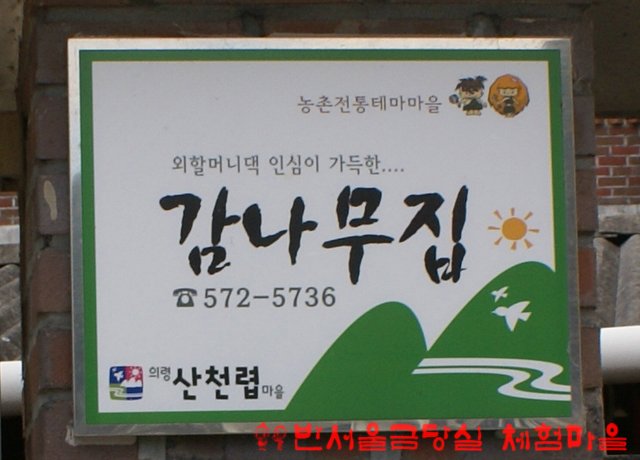 농촌전통테마마을
외할머니댁 인심이 가득한....
감나무집
☎572-5736
의령 산천렵 마을
반서울금당실 체험마을